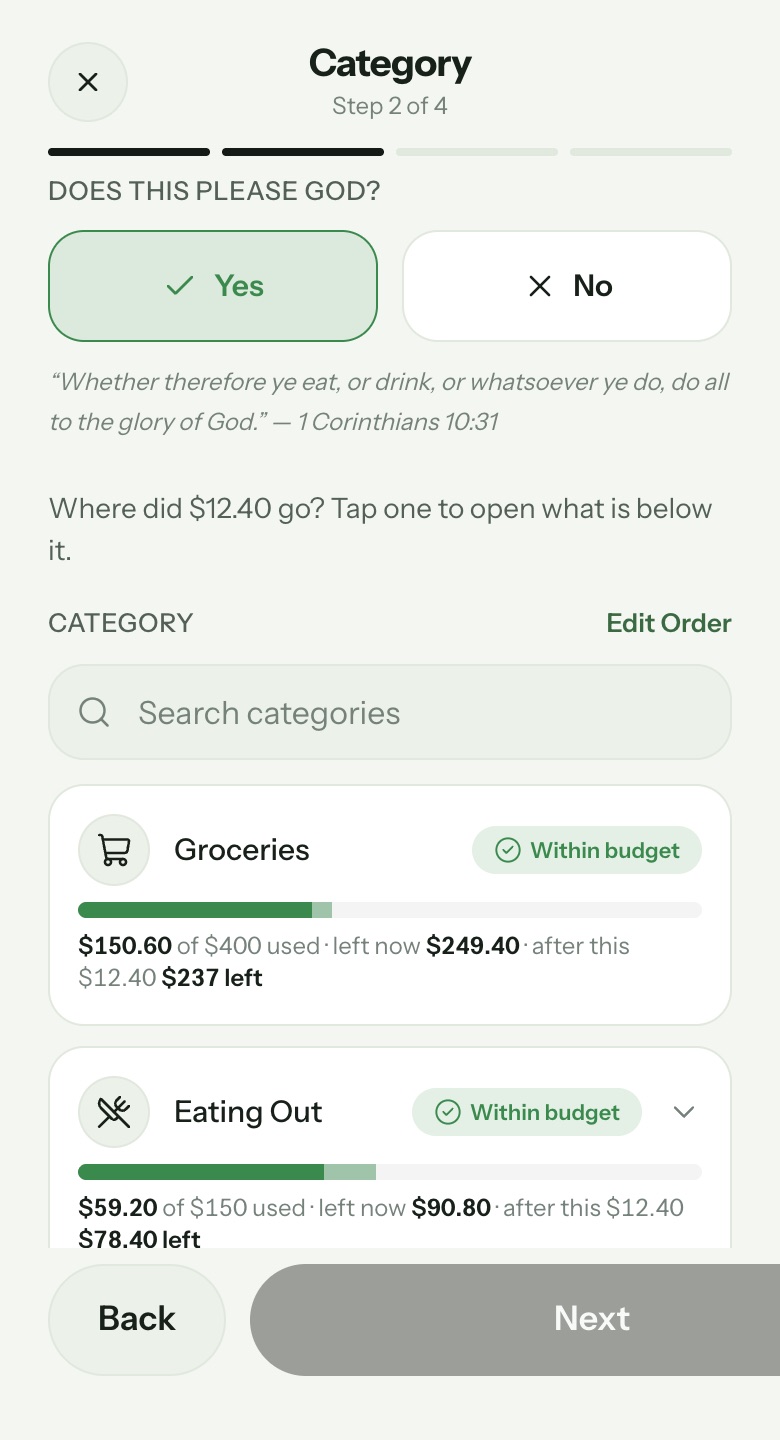 Category
Step 2 of 4
DOES THIS PLEASE GOD?
Yes
No
“Whether therefore ye eat, or drink, or whatsoever ye do, do all
to the glory of God.” — 1 Corinthians 10:31
Where did $12.40 go? Tap one to open what is below
it.
CATEGORY
Edit Order
Search categories
Groceries
Within budget
$150.60 of $400 used · left now $249.40 · after this
$12.40 $237 left
Eating Out
Within budget
$59.20 of $150 used · left now $90.80 · after this $12.40
$78.40 left
Back
Next